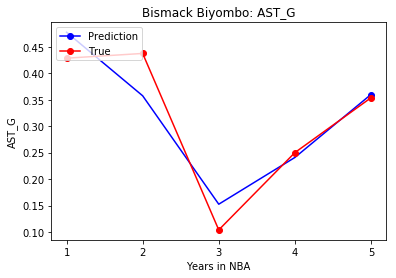 Bismack Biyombo: AST_G
Prediction
True
0.45
0.40
0.35
0.30
0.25
0.20
0.15
0.10
AST_G
1 2 3 4 5
Years in NBA